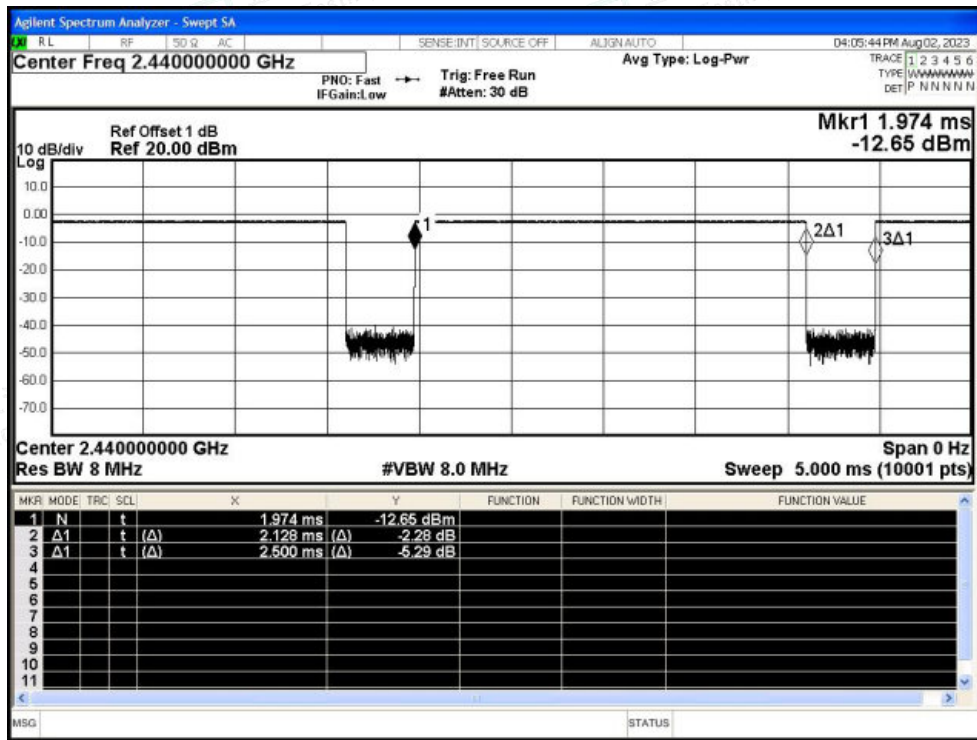 Agilent Spectrum Analyzer - Swept SA
RL RF 50 Ω AC SENSE:INT SOURCE OFF ALIGN AUTO 04:05:44 PM Aug 02, 2023
Center Freq 2.440000000 GHz
PNO: Fast
IFGain:Low
Trig: Free Run
#Atten: 30 dB
Avg Type: Log-Pwr
TRACE 1 2 3 4 5 6
TYPE W
DET P N N N N N
Mkr1 1.974 ms
-12.65 dBm
Ref Offset 1 dB
10 dB/div Ref 20.00 dBm
Log
10.0
0.00
-10.0
-20.0
-30.0
-40.0
-50.0
-60.0
-70.0
1
2Δ1
3Δ1
Center 2.440000000 GHz Span 0 Hz
Res BW 8 MHz #VBW 8.0 MHz Sweep 5.000 ms (10001 pts)
MKR MODE TRC SCL X Y FUNCTION FUNCTION WIDTH FUNCTION VALUE
1 N t 1.974 ms -12.65 dBm
2 Δ1 t (Δ) 2.128 ms (Δ) -2.28 dB
3 Δ1 t (Δ) 2.500 ms (Δ) -5.29 dB
4
5
6
7
8
9
10
11
MSG STATUS